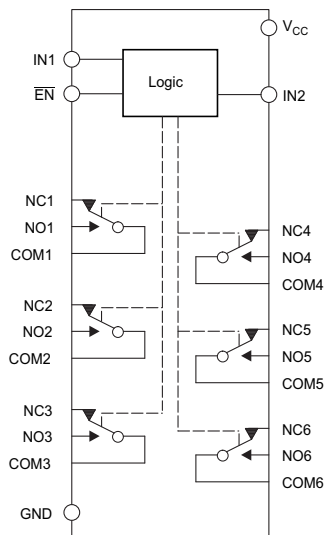 VCC
IN1
Logic
EN
IN2
NC1
NO1
COM1
NC4
NO4
COM4
NC2
NO2
COM2
NC5
NO5
COM5
NC3
NO3
COM3
NC6
NO6
COM6
GND